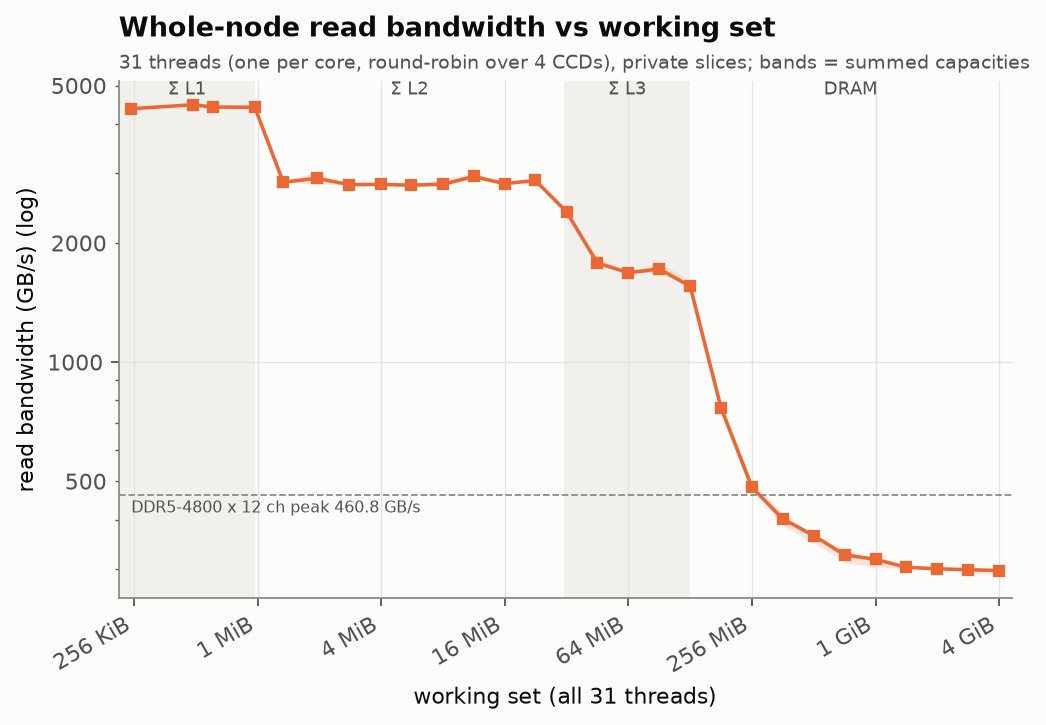 Whole-node read bandwidth vs working set
31 threads (one per core, round-robin over 4 CCDs), private slices; bands = summed capacities
Σ L1
Σ L2
Σ L3
DRAM
5000
2000
1000
500
read bandwidth (GB/s) (log)
DDR5-4800 x 12 ch peak 460.8 GB/s
256 KiB
1 MiB
4 MiB
16 MiB
64 MiB
256 MiB
1 GiB
4 GiB
working set (all 31 threads)